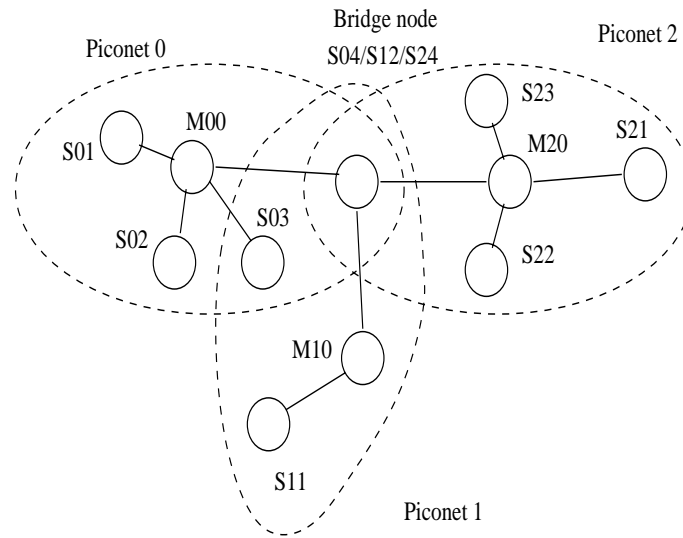 Bridge node
S04/S12/S24
Piconet 0
Piconet 2
S23
M00
S21
S01
M20
S03
S02
S22
M10
S11
Piconet 1